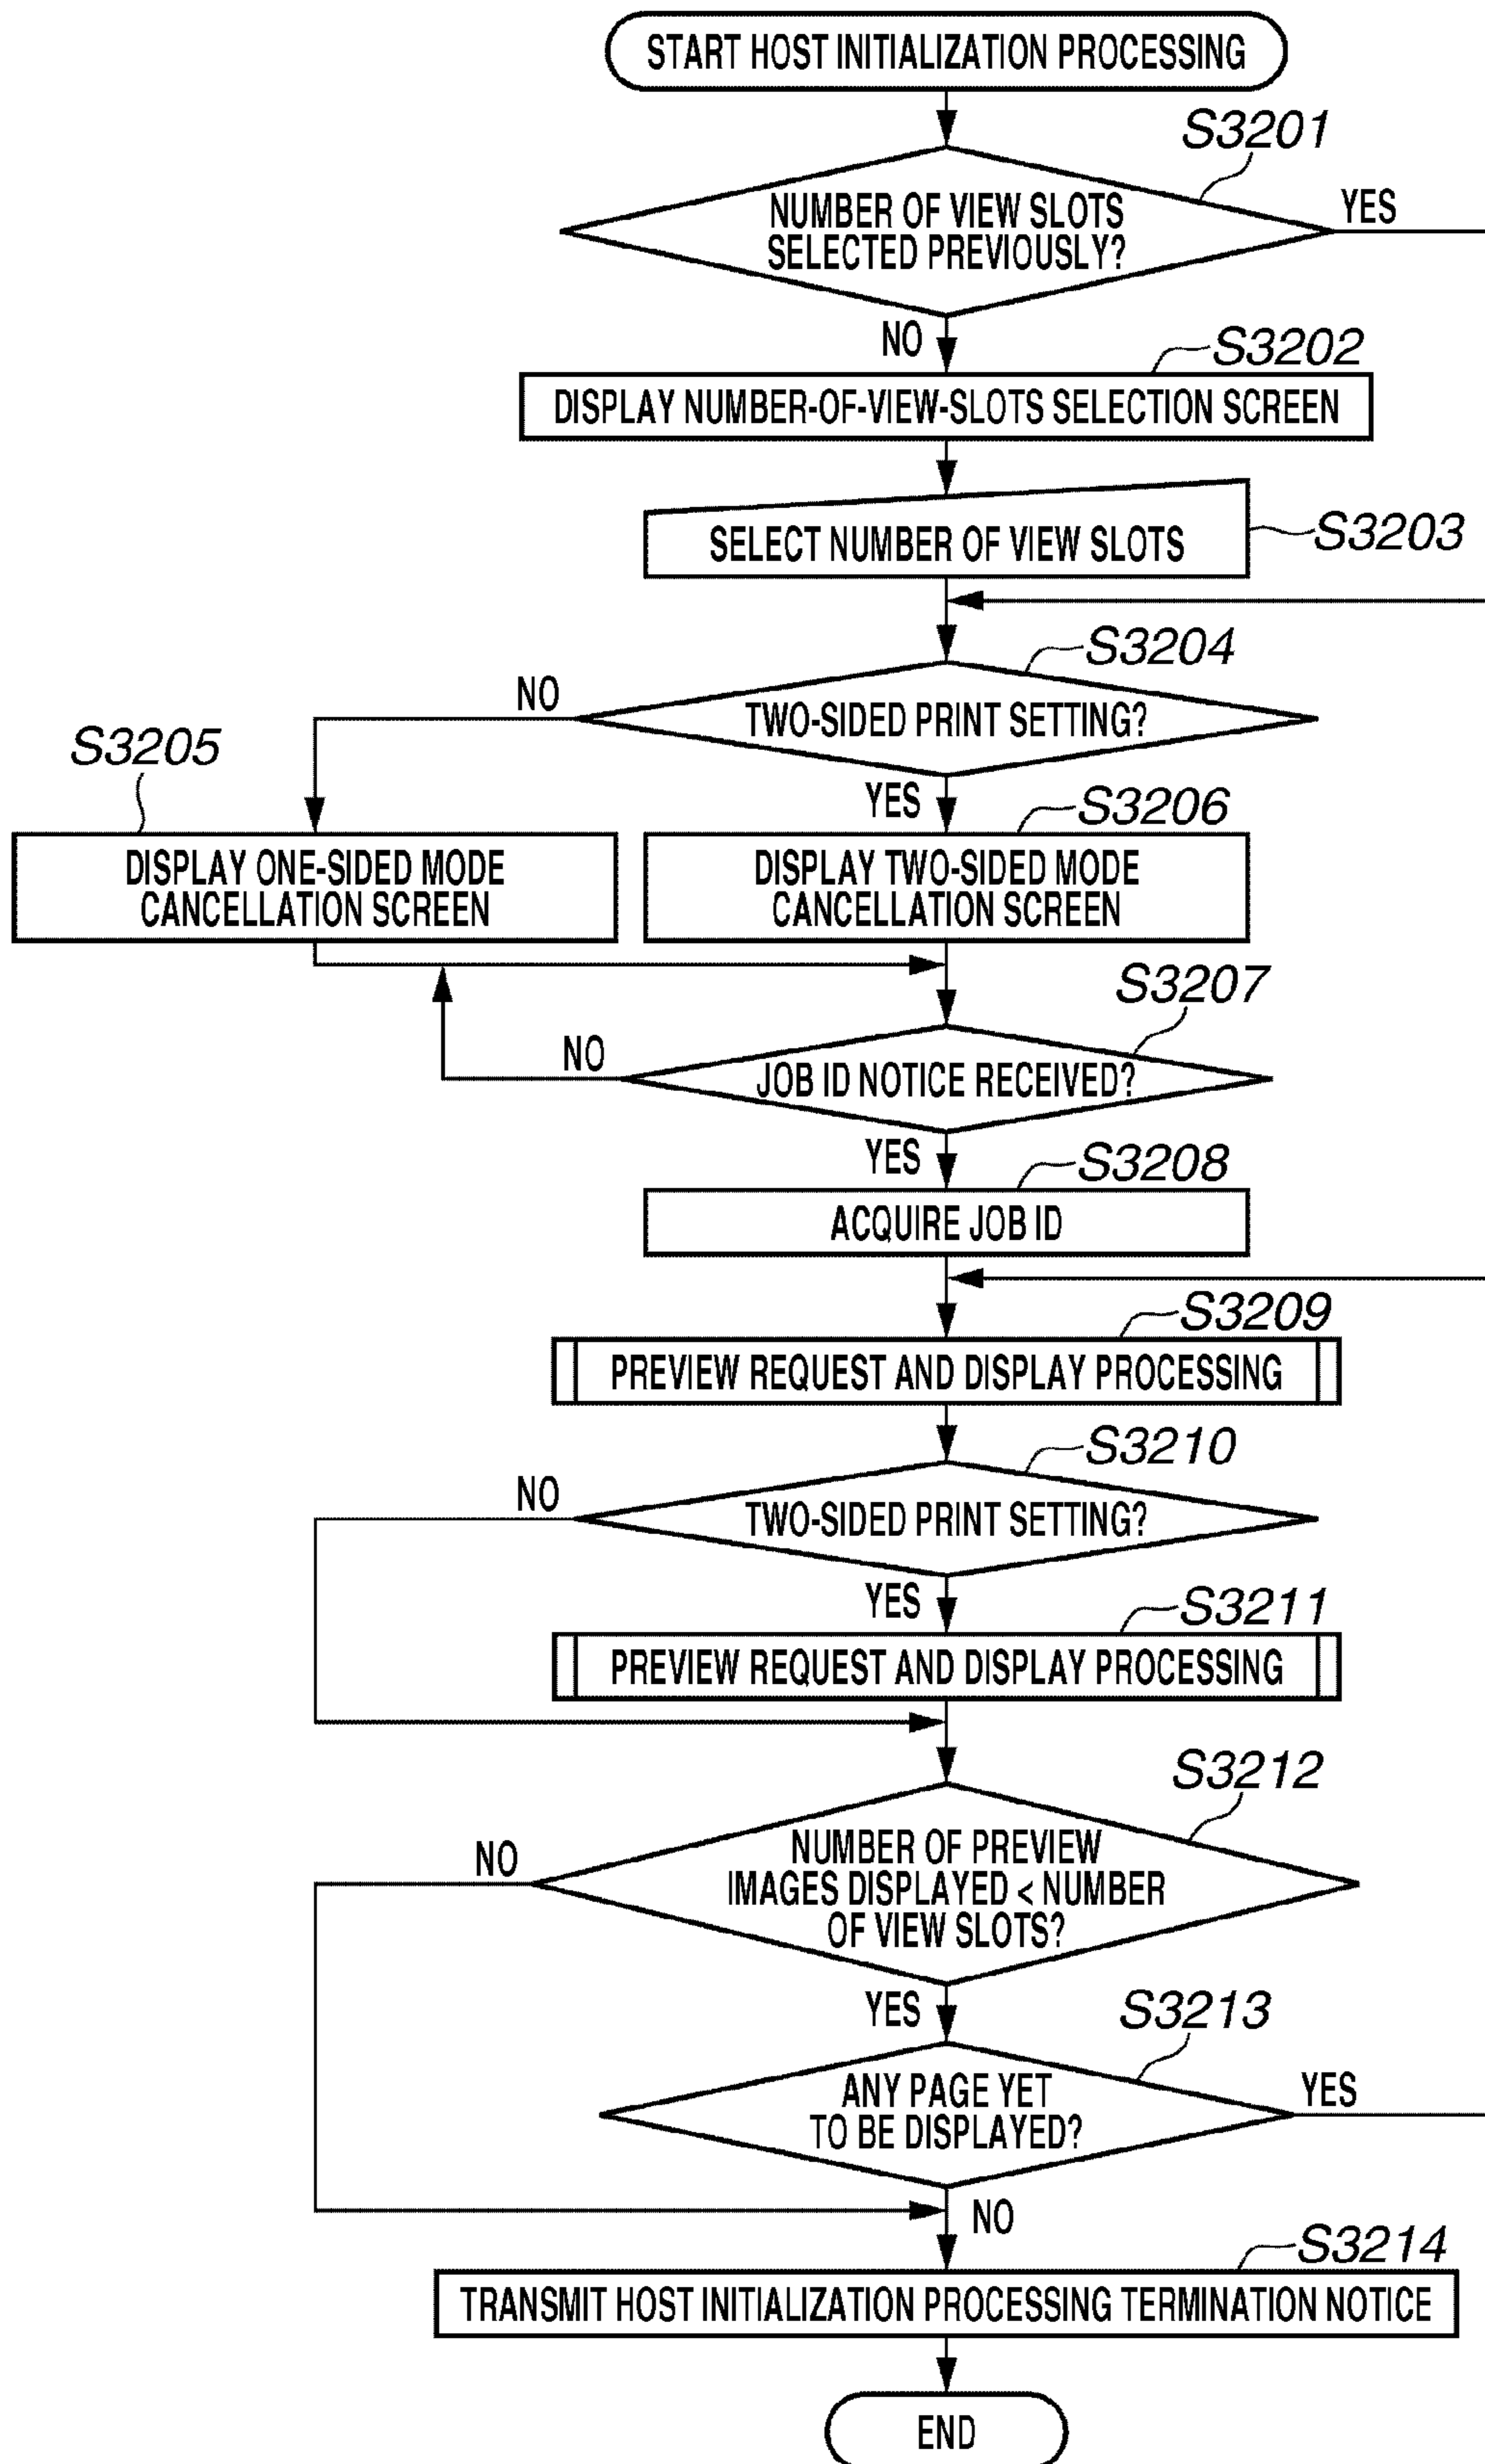 START HOST INITIALIZATION PROCESSING
S3201
NUMBER OF VIEW SLOTS
SELECTED PREVIOUSLY?
YES
NO
S3202
DISPLAY NUMBER-OF-VIEW-SLOTS SELECTION SCREEN
SELECT NUMBER OF VIEW SLOTS
S3203
S3204
NO
TWO-SIDED PRINT SETTING?
S3205
YES
S3206
DISPLAY ONE-SIDED MODE
CANCELLATION SCREEN
DISPLAY TWO-SIDED MODE
CANCELLATION SCREEN
S3207
NO
JOB ID NOTICE RECEIVED?
YES
S3208
ACQUIRE JOB ID
S3209
PREVIEW REQUEST AND DISPLAY PROCESSING
S3210
NO
TWO-SIDED PRINT SETTING?
YES
S3211
PREVIEW REQUEST AND DISPLAY PROCESSING
S3212
NO
NUMBER OF PREVIEW
IMAGES DISPLAYED < NUMBER
OF VIEW SLOTS?
YES
S3213
ANY PAGE YET
TO BE DISPLAYED?
YES
NO
S3214
TRANSMIT HOST INITIALIZATION PROCESSING TERMINATION NOTICE
END